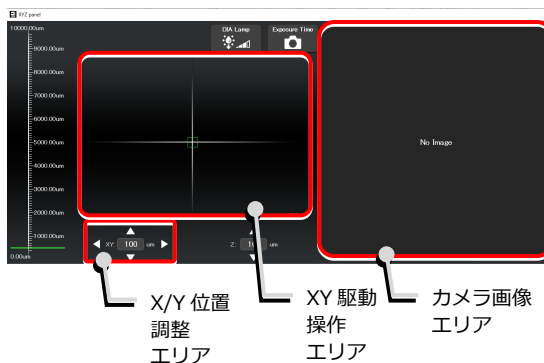 XYZ panel
10000.00um
9000.00um
8000.00um
7000.00um
6000.00um
5000.00um
4000.00um
3000.00um
2000.00um
1000.00um
0.00um
DIA Lamp
Exposure Time
No Image
XY: 100 um
Z: um
X/Y 位置
調整
エリア
XY 駆動
操作
エリア
カメラ画像
エリア